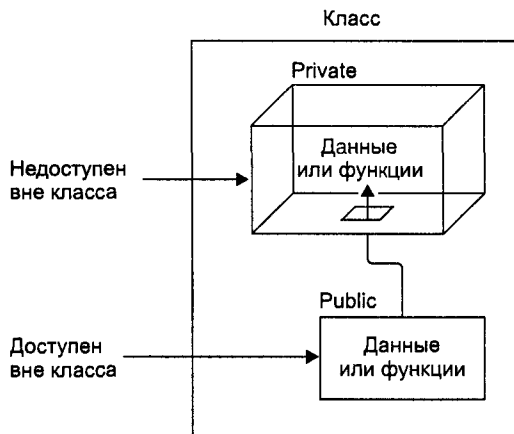 Класс
Private
Данные
или функции
Недоступен
вне класса
Public
Доступен
вне класса
Данные
или функции